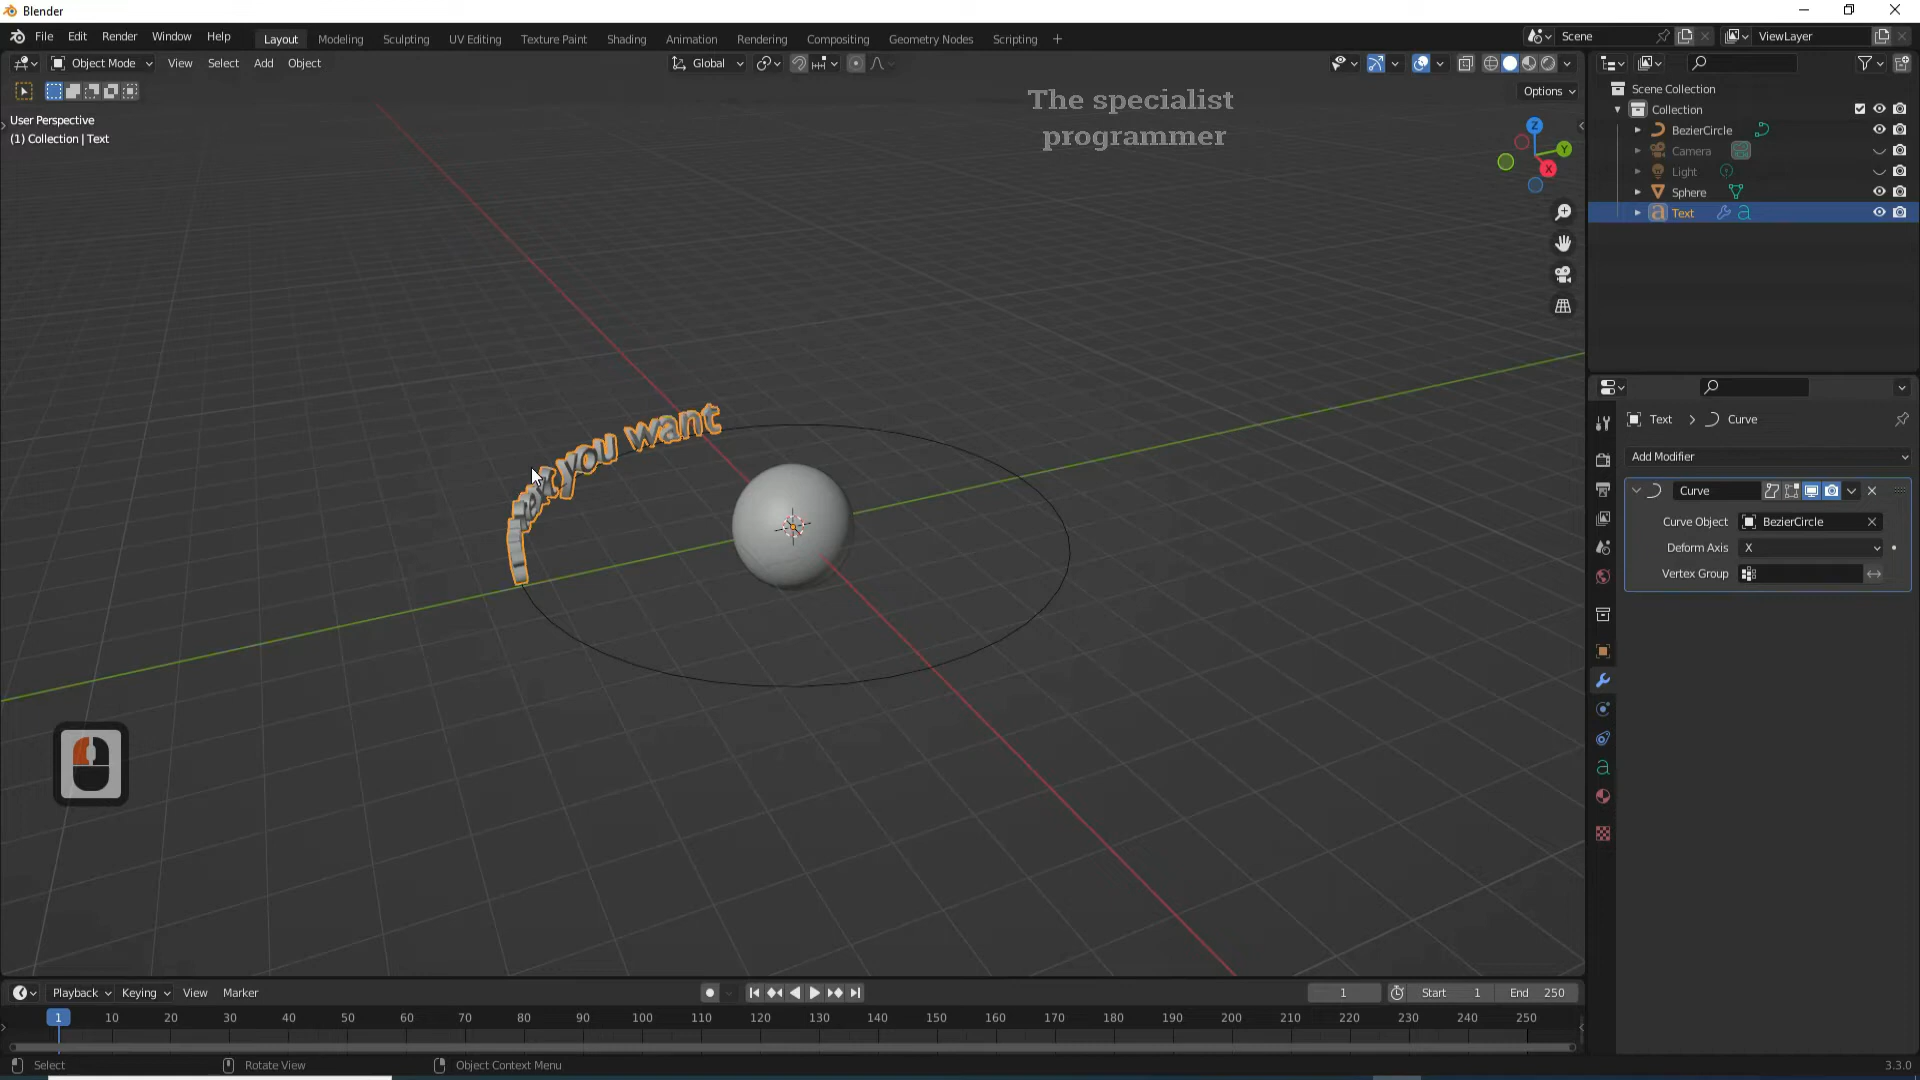 Blender
File Edit Render Window Help
Layout Modeling Sculpting UV Editing Texture Paint Shading Animation Rendering Compositing Geometry Nodes Scripting +
Scene
ViewLayer
Object Mode View Select Add Object
Global
Options
The specialist
programmer
User Perspective
(1) Collection | Text
Z
Y
X
you want
Scene Collection
Collection
BezierCircle
Camera
Light
Sphere
Text
Text > Curve
Add Modifier
Curve
Curve Object BezierCircle
Deform Axis X
Vertex Group
Playback Keying View Marker
1
Start 1
End 250
1 10 20 30 40 50 60 70 80 90 100 110 120 130 140 150 160 170 180 190 200 210 220 230 240 250
Select Rotate View Object Context Menu
3.3.0